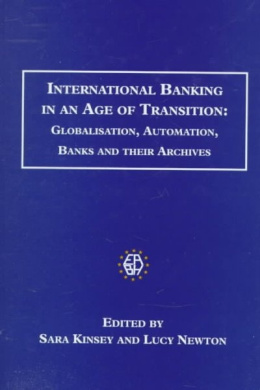 INTERNATIONAL BANKING
IN AN AGE OF TRANSITION:
GLOBALISATION, AUTOMATION,
BANKS AND THEIR ARCHIVES
EDITED BY
SARA KINSEY AND LUCY NEWTON